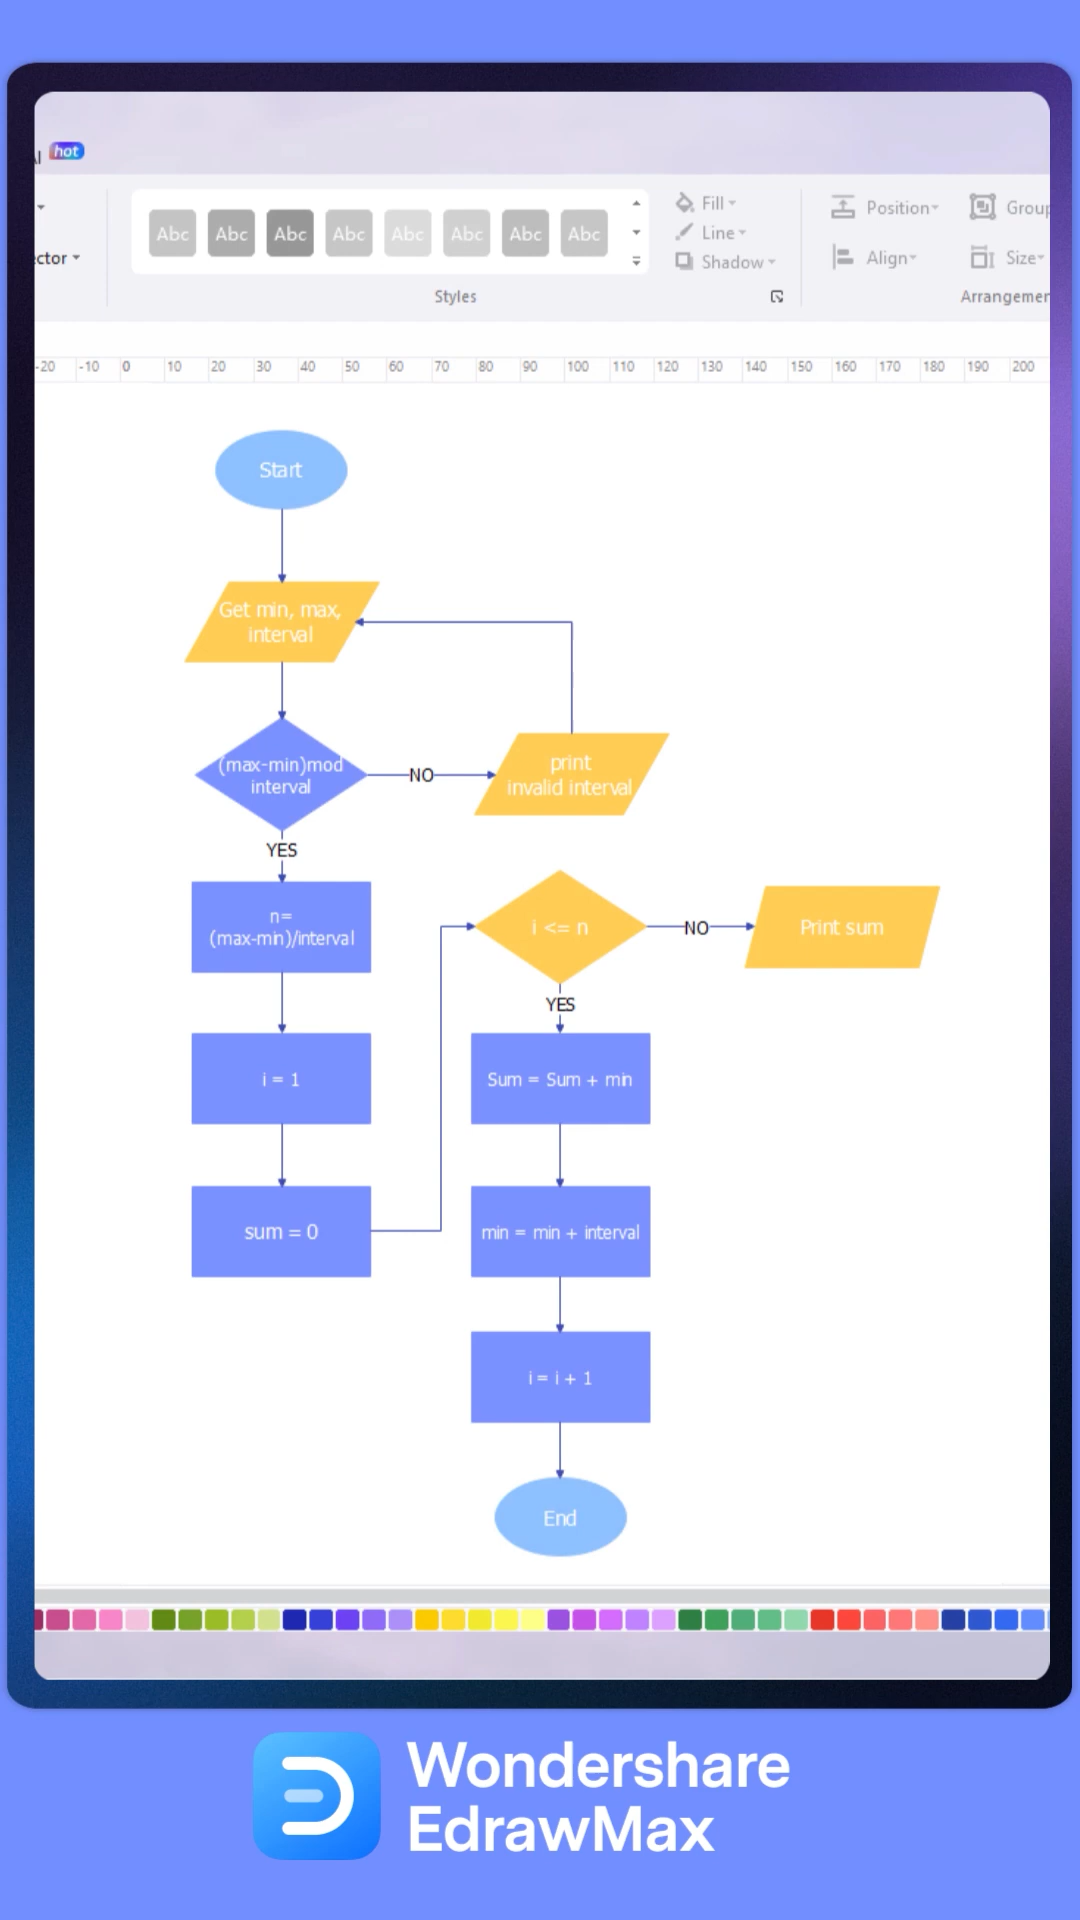 AI hot
ector
Abc Abc Abc Abc Abc Abc Abc Abc
Fill
Line
Shadow
Position
Align
Group
Size
Styles
Arrangemen
-20 -10 0 10 20 30 40 50 60 70 80 90 100 110 120 130 140 150 160 170 180 190 200
Start
Get min, max,
interval
(max-min)mod
interval
NO
print
invalid interval
YES
n=
(max-min)/interval
i = 1
sum = 0
i <= n
NO
Print sum
YES
Sum = Sum + min
min = min + interval
i = i + 1
End
Wondershare
EdrawMax